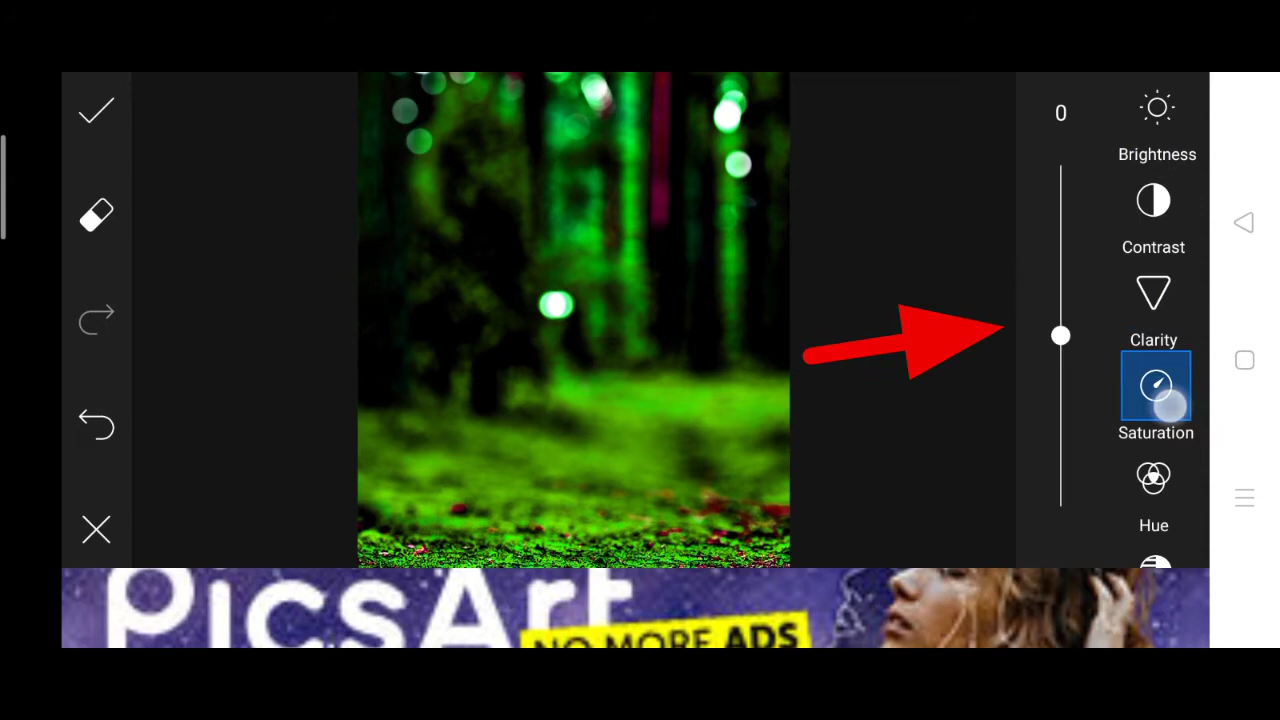 0
Brightness
Contrast
Clarity
Saturation
Hue
PicsArt
NO MORE ADS